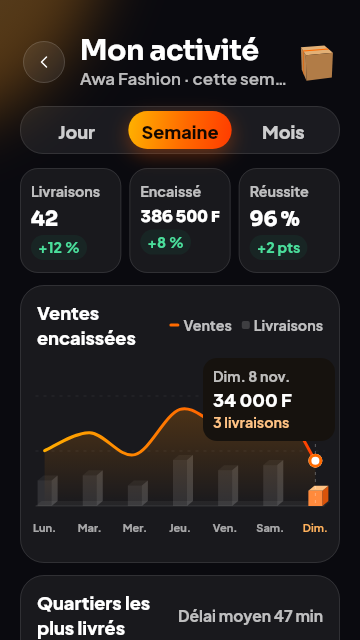 Mon activité
Awa Fashion · cette sem…
Jour
Semaine
Mois
Livraisons
42
+12 %
Encaissé
386 500 F
+8 %
Réussite
96 %
+2 pts
Ventes
encaissées
Ventes
Livraisons
Dim. 8 nov.
34 000 F
3 livraisons
Lun.
Mar.
Mer.
Jeu.
Ven.
Sam.
Dim.
Quartiers les
plus livrés
Délai moyen 47 min